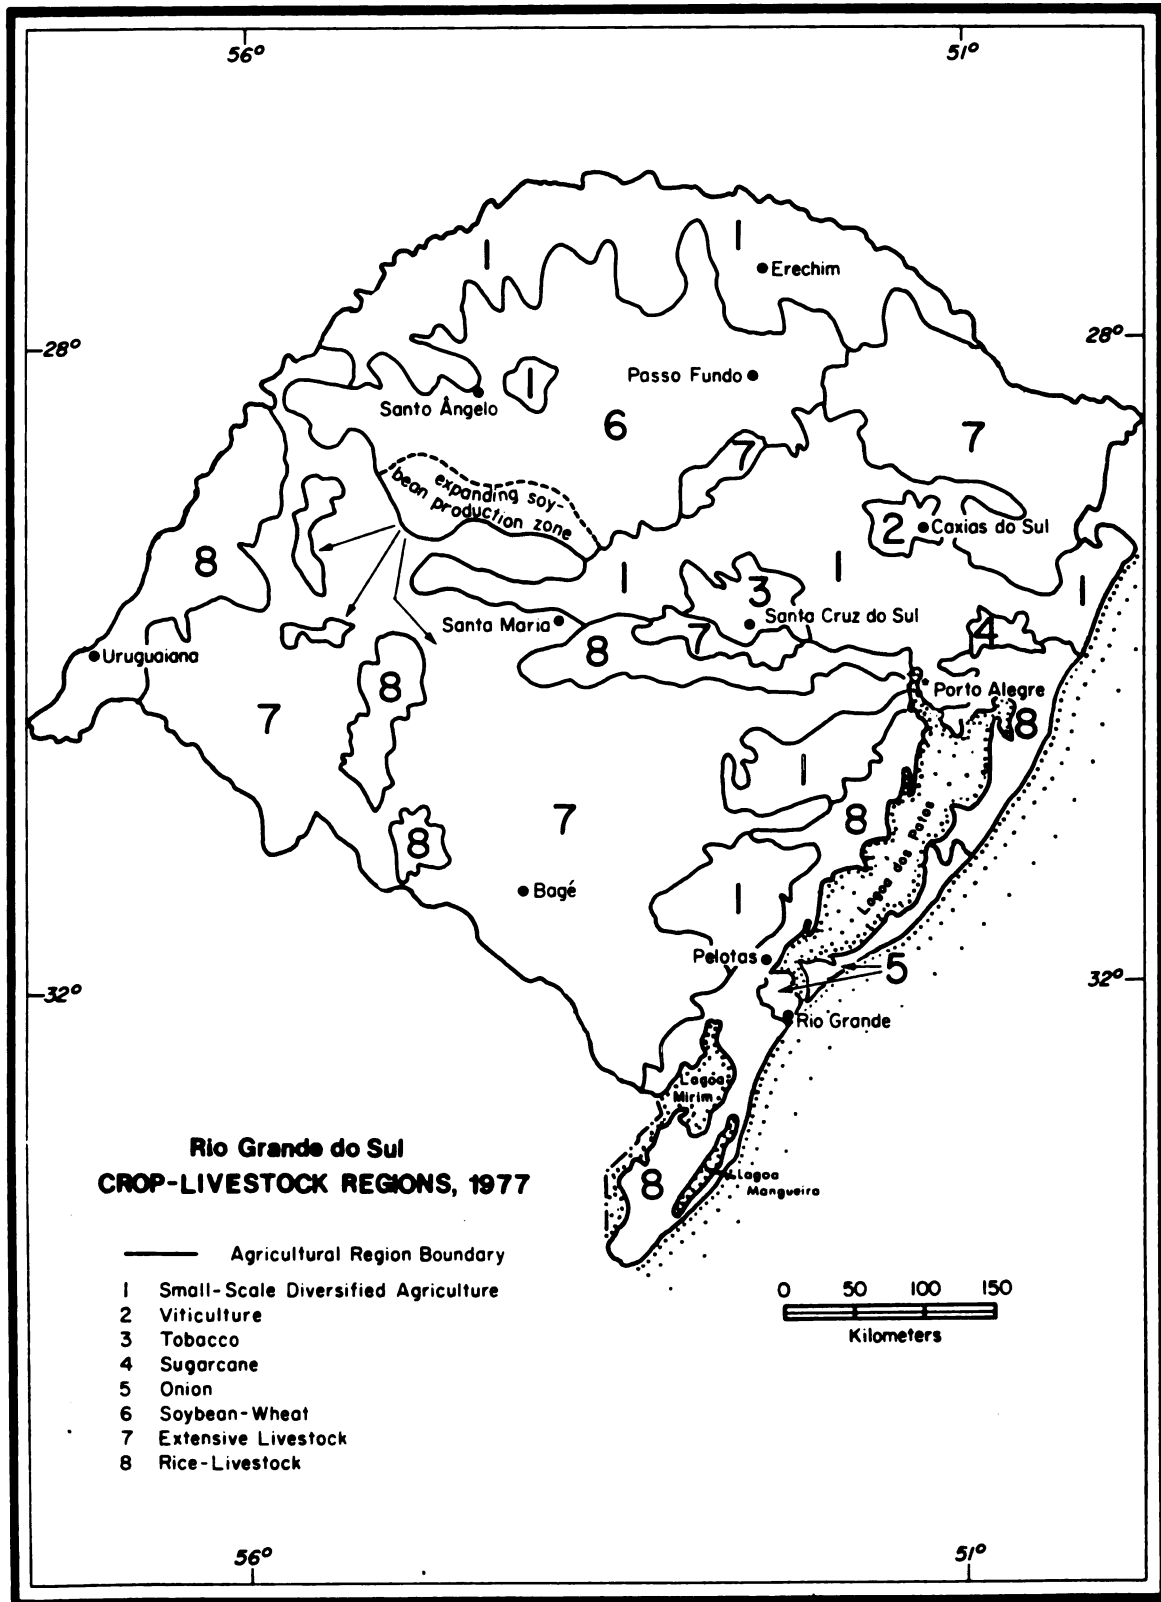 56°
51°
1
1
Erechim
28°
28°
Passo Fundo
1
Santo Ângelo
6
7
7
expanding soy-
bean production zone
2
Caxias do Sul
8
1
1
1
3
Santa Cruz do Sul
Santa Maria
4
7
8
Uruguaiana
8
Porto Alegre
7
8
1
7
8
8
Lagoa dos Patos
Bagé
1
Pelotas
5
32°
32°
Rio Grande
Lagoa
Mirim
Rio Grande do Sul
CROP-LIVESTOCK REGIONS, 1977
8
Lagoa
Mangueira
Agricultural Region Boundary
1 Small-Scale Diversified Agriculture
2 Viticulture
3 Tobacco
4 Sugarcane
5 Onion
6 Soybean-Wheat
7 Extensive Livestock
8 Rice-Livestock
0 50 100 150
Kilometers
56°
51°